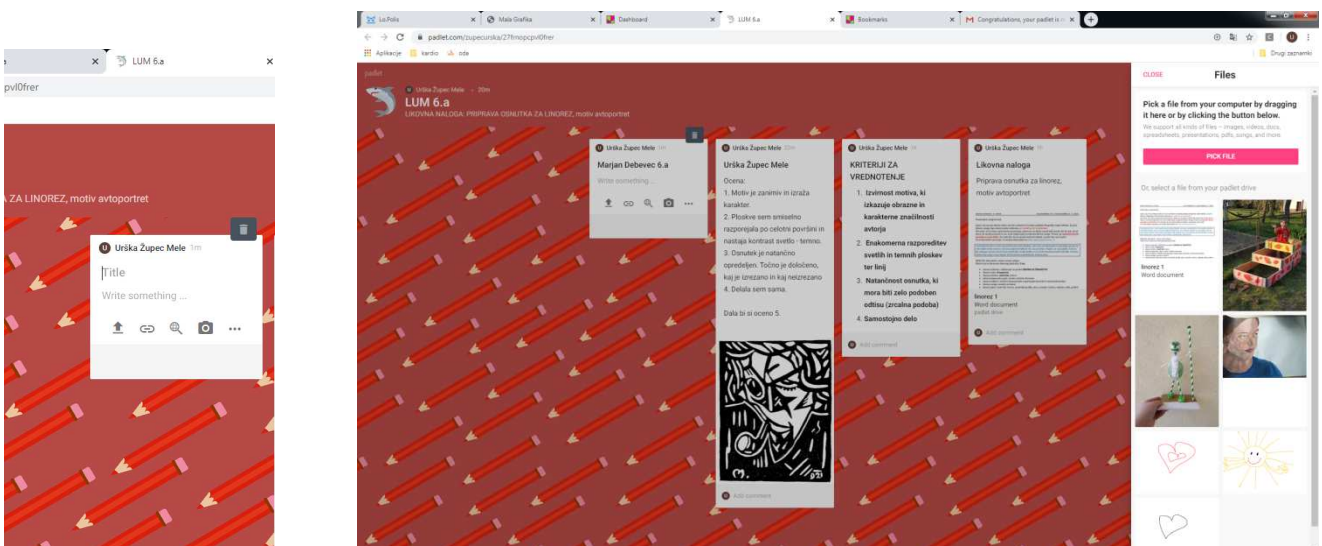 LUM 6.a
pvl0frer
ZA LINOREZ, motiv avtoportret
Urška Župec Mele 1m
Title
Write something ...
Lo.Polis
Mala Grafika
Dashboard
LUM 6.a
Bookmarks
Congratulations, your padlet is
padlet.com/zupecurska/27hnopcpvl0frer
Aplikacije
kardio
oda
Drugi zaznamki
padlet
Urška Župec Mele 20m
LUM 6.a
LIKOVNA NALOGA: PRIPRAVA OSNUTKA ZA LINOREZ, motiv avtoportret
Urška Župec Mele 1m
Marjan Debevec 6.a
Write something ...
Urška Župec Mele
Urška Župec Mele
Ocena:
1. Motiv je zanimiv in izraža
karakter.
2. Ploskve sem smiselno
razporejala po celotni površini in
nastaja kontrast svetlo - temno.
3. Osnutek je natančno
opredeljen. Točno je določeno,
kaj je izrezano in kaj neizrezano
4. Delala sem sama.
Dala bi si oceno 5.
Add comment
Urška Župec Mele
KRITERIJI ZA
VREDNOTENJE
1. Izvirnost motiva, ki
izkazuje obrazne in
karakterne značilnosti
avtorja
2. Enakomerna razporeditev
svetlih in temnih ploskev
ter linij
3. Natančnost osnutka, ki
mora biti zelo podoben
odtisu (zrcalna podoba)
4. Samostojno delo
Add comment
Urška Župec Mele
Likovna naloga
Priprava osnutka za linorez,
motiv avtoportret
linorez 1
Word document
padlet drive
Add comment
CLOSE
Files
Pick a file from your computer by dragging
it here or by clicking the button below.
We support all kinds of files – images, videos, docs,
spreadsheets, presentations, pdfs, songs, and more.
PICK FILE
Or, select a file from your padlet drive
linorez 1
Word document